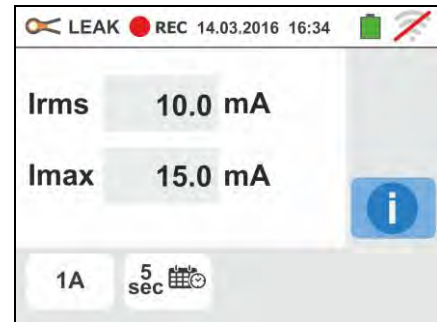 LEAK REC 14.03.2016 16:34
Irms 10.0 mA
Imax 15.0 mA
i
1A 5 sec